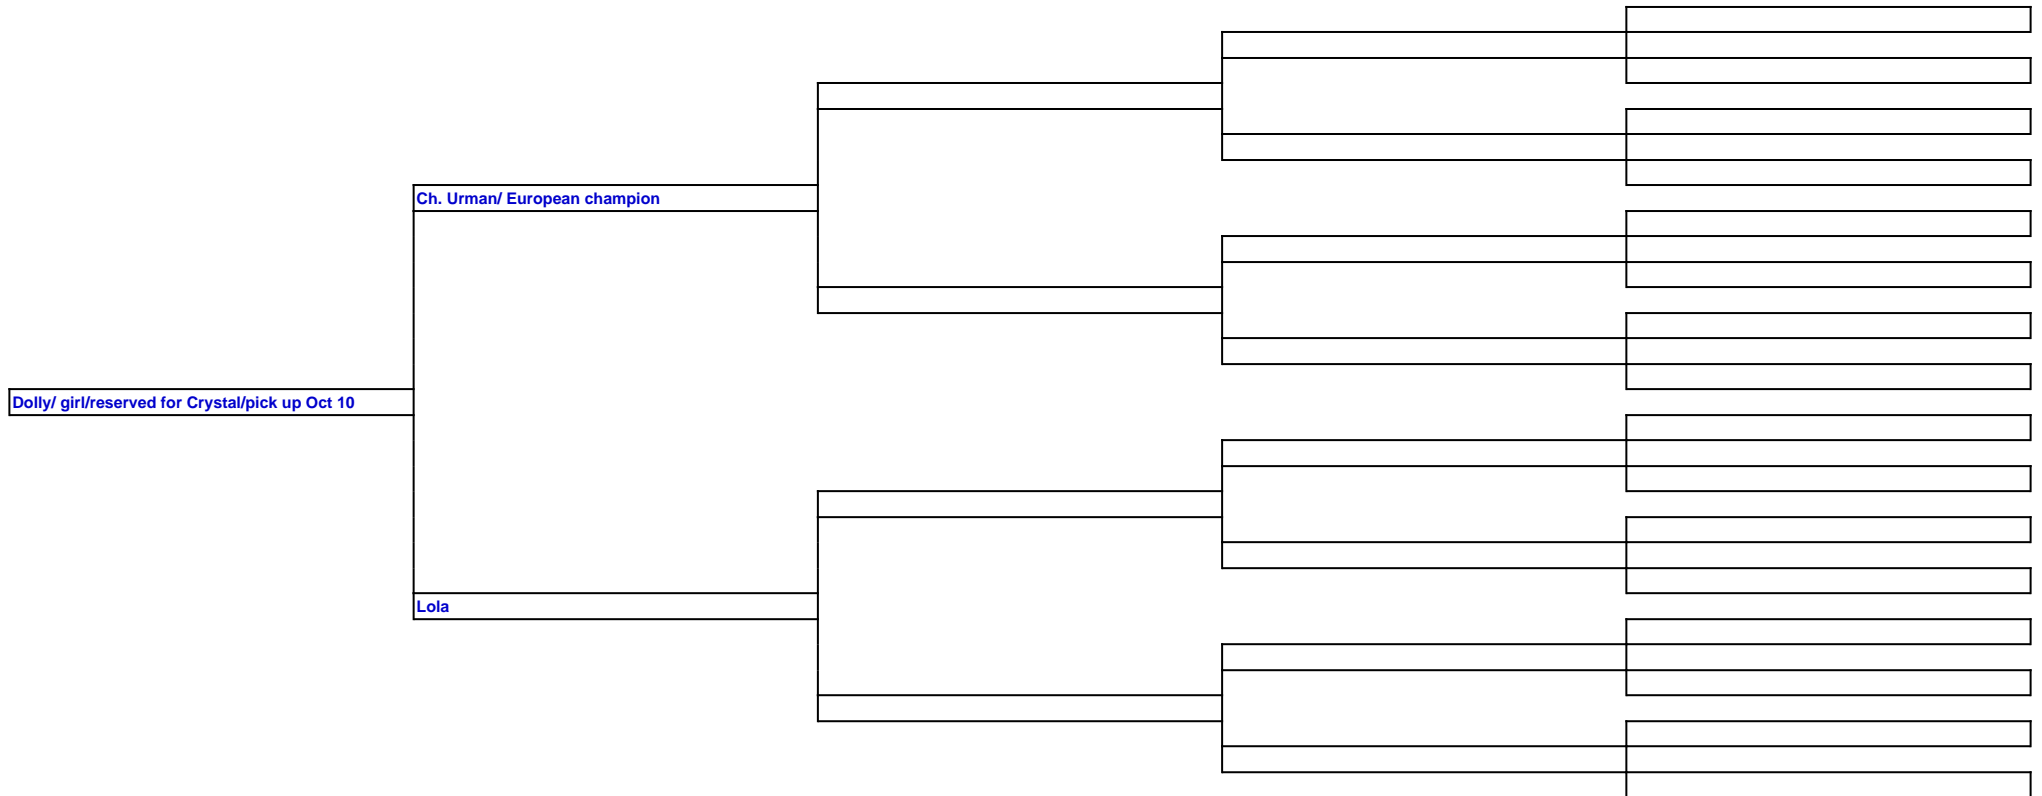 Ch. Urman/ European champion
Dolly/ girl/reserved for Crystal/pick up Oct 10
Lola